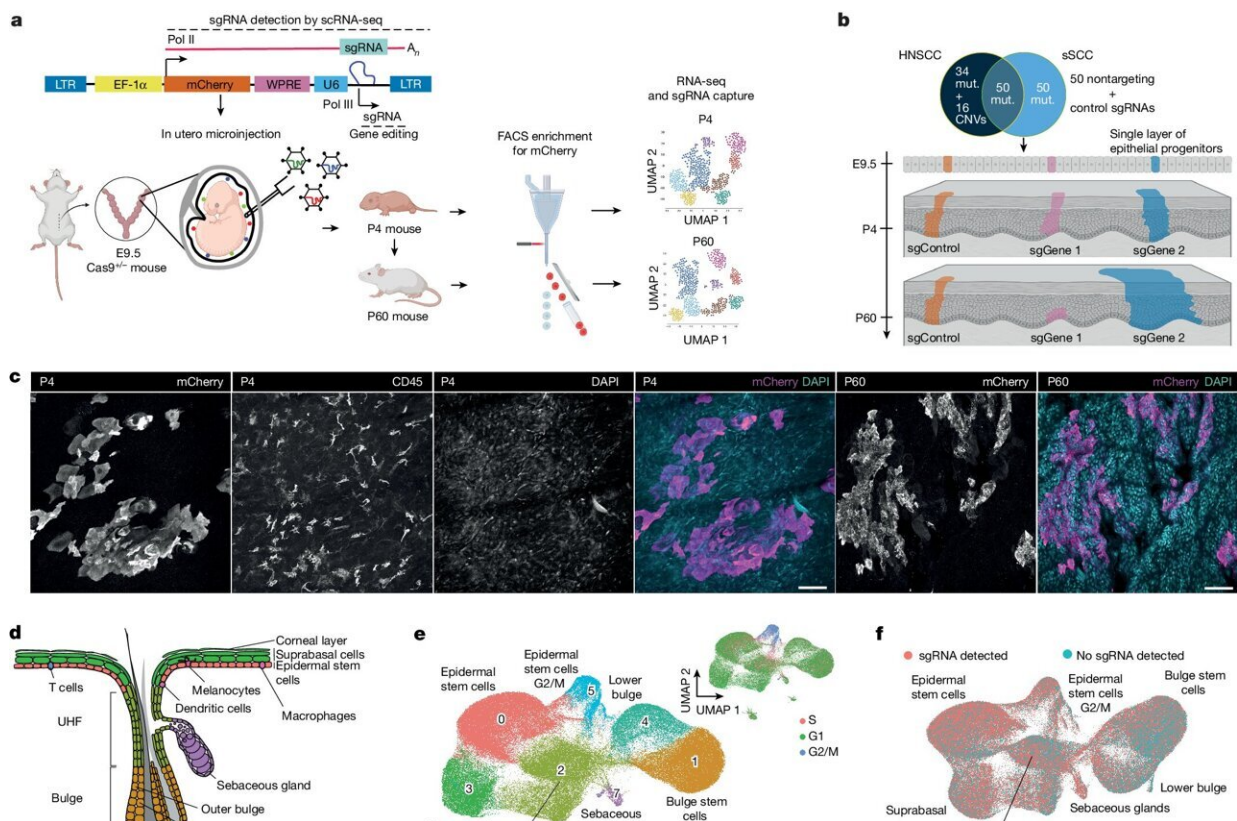 a
sgRNA detection by scRNA-seq
Pol II
sgRNA
An
LTR EF-1α mCherry WPRE U6 LTR
Pol III
sgRNA
Gene editing
In utero microinjection
E9.5
Cas9+/− mouse
P4 mouse
P60 mouse
FACS enrichment
for mCherry
RNA-seq
and sgRNA capture
P4
UMAP 2
UMAP 1
P60
UMAP 2
UMAP 1
b
HNSCC
sSCC
34
mut.
+
16
CNVs
50
mut.
50
mut.
50 nontargeting
+
control sgRNAs
Single layer of
epithelial progenitors
E9.5
P4
sgControl sgGene 1 sgGene 2
P60
sgControl sgGene 1 sgGene 2
c
P4 mCherry
P4 CD45
P4 DAPI
P4 mCherry DAPI
P60 mCherry
P60 mCherry DAPI
d
Corneal layer
Suprabasal cells
Epidermal stem
cells
T cells
Melanocytes
Dendritic cells
Macrophages
UHF
Sebaceous gland
Bulge
Outer bulge
e
Epidermal
stem cells
Epidermal
stem cells
G2/M
Lower
bulge
0
5
4
1
2
3
7
Sebaceous
Bulge stem
cells
UMAP 2
UMAP 1
S
G1
G2/M
f
sgRNA detected
No sgRNA detected
Epidermal
stem cells
Epidermal
stem cells
G2/M
Bulge
stem
cells
Suprabasal
Sebaceous glands
Lower bulge